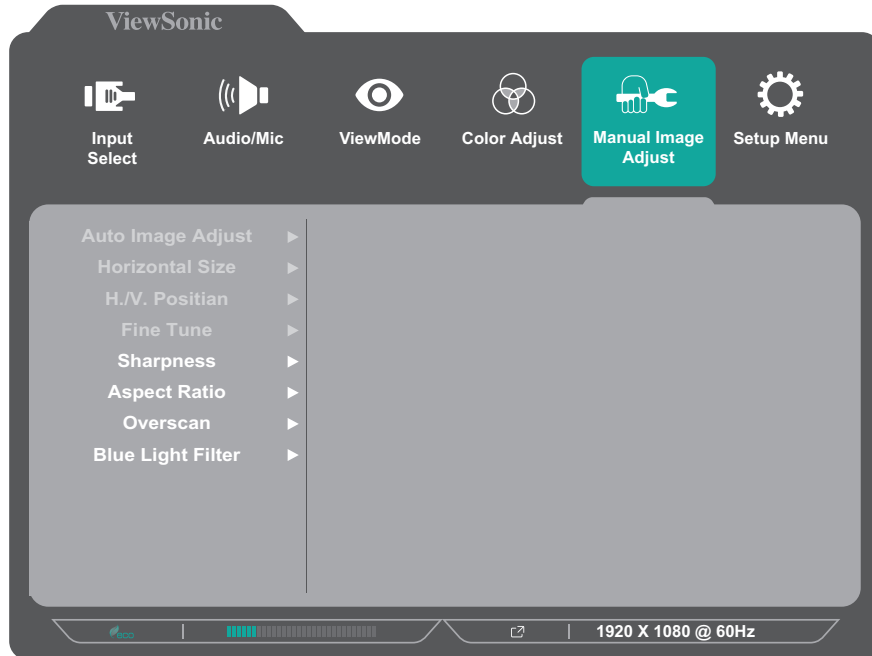 ViewSonic
Input
Select
Audio/Mic
ViewMode
Color Adjust
Manual Image
Adjust
Setup Menu
Auto Image Adjust
Horizontal Size
H./V. Positian
Fine Tune
Sharpness
Aspect Ratio
Overscan
Blue Light Filter
eco
1920 X 1080 @ 60Hz